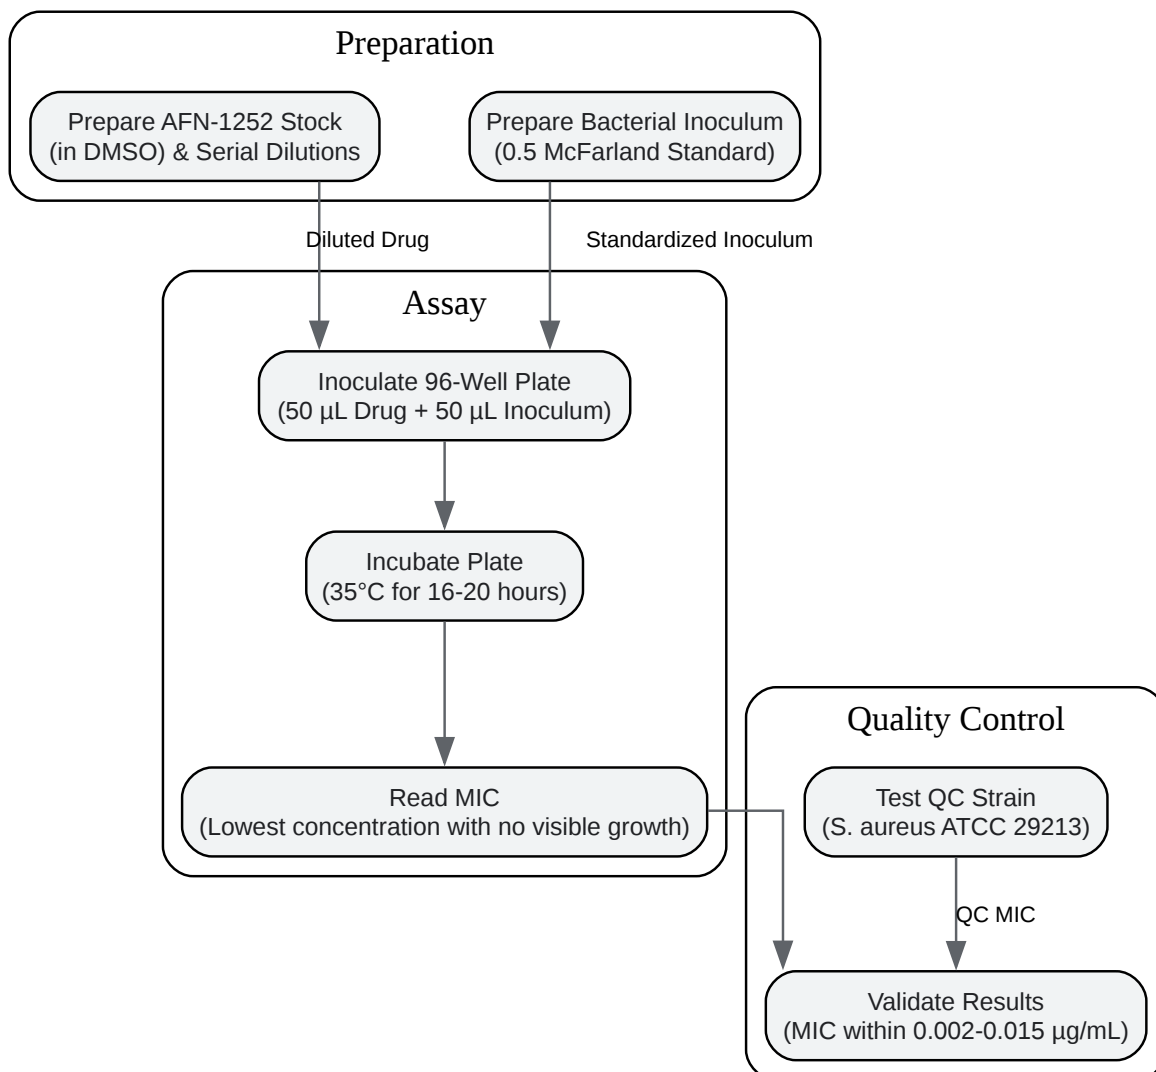 Preparation
Prepare AFN-1252 Stock
(in DMSO) & Serial Dilutions
Prepare Bacterial Inoculum
(0.5 McFarland Standard)
Diluted Drug
Standardized Inoculum
Assay
Inoculate 96-Well Plate
(50 µL Drug + 50 µL Inoculum)
Incubate Plate
(35°C for 16-20 hours)
Read MIC
(Lowest concentration with no visible growth)
Quality Control
Test QC Strain
(S. aureus ATCC 29213)
QC MIC
Validate Results
(MIC within 0.002-0.015 µg/mL)